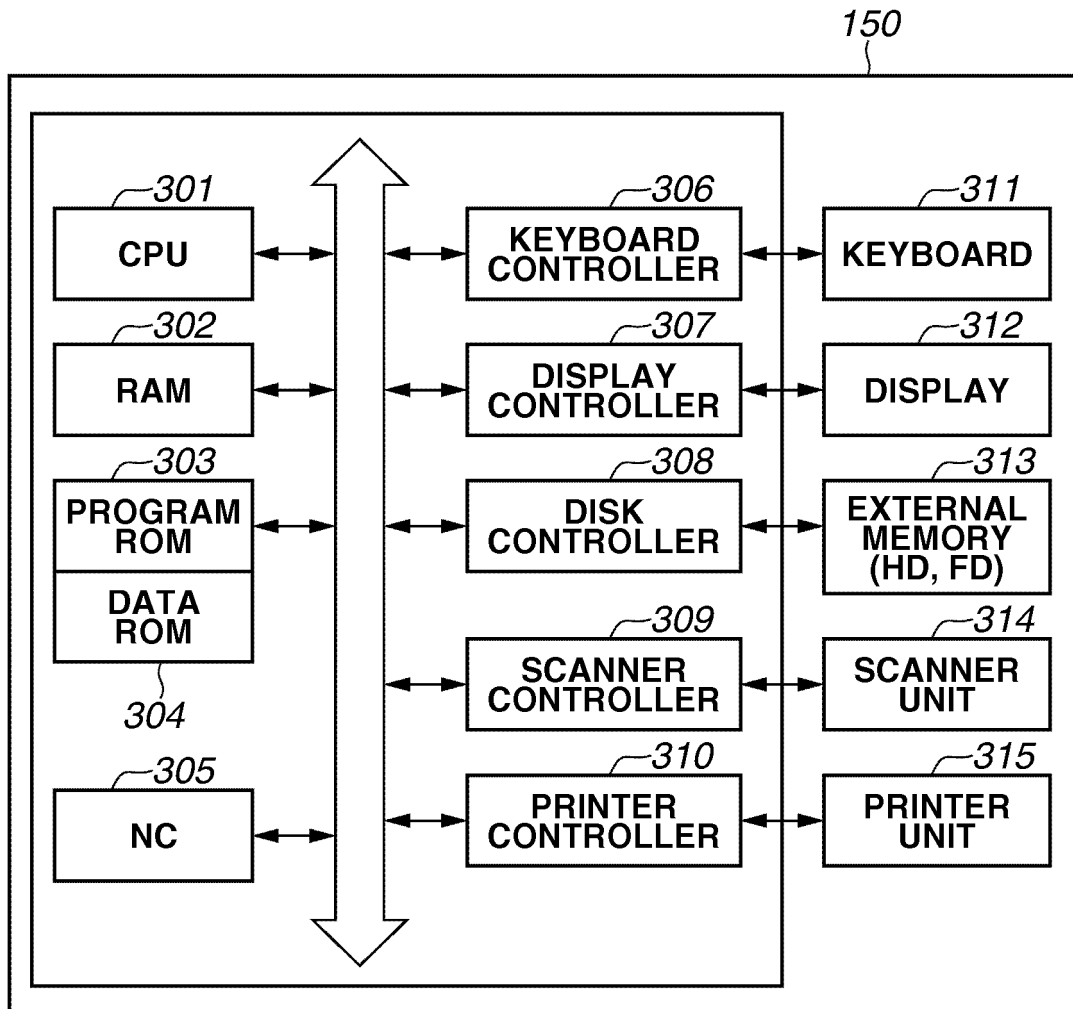 150
301
CPU
302
RAM
303
PROGRAM
ROM
DATA
ROM
304
305
NC
306
KEYBOARD
CONTROLLER
307
DISPLAY
CONTROLLER
308
DISK
CONTROLLER
309
SCANNER
CONTROLLER
310
PRINTER
CONTROLLER
311
KEYBOARD
312
DISPLAY
313
EXTERNAL
MEMORY
(HD, FD)
314
SCANNER
UNIT
315
PRINTER
UNIT